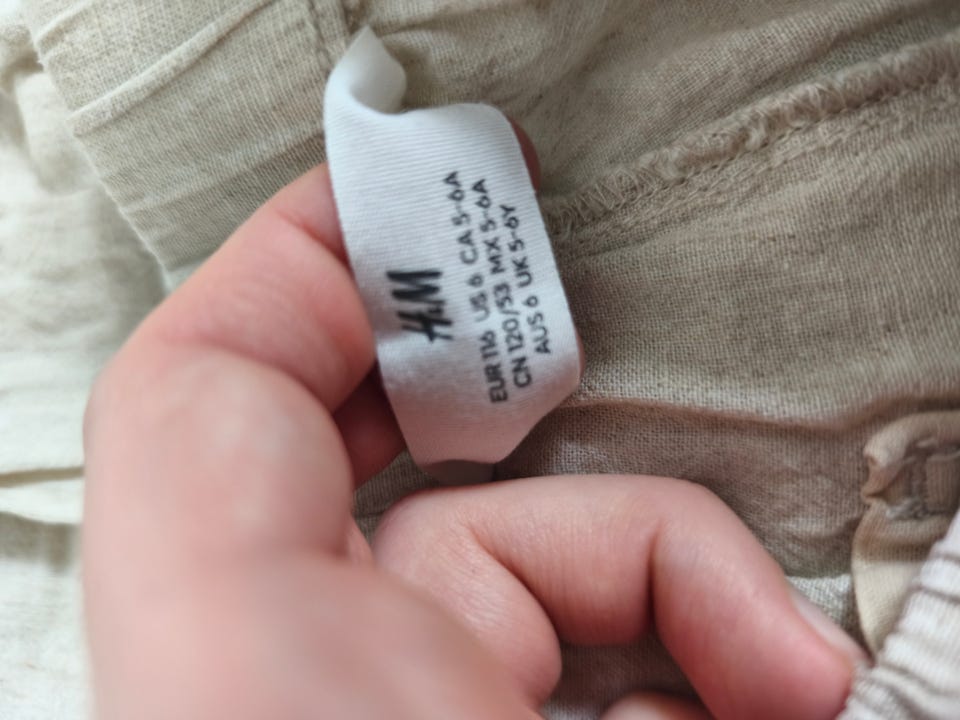 H&M
EUR 116 US 6 CA 5-6A
CN 120/53 MX 5-6A
AUS 6 UK 5-6Y